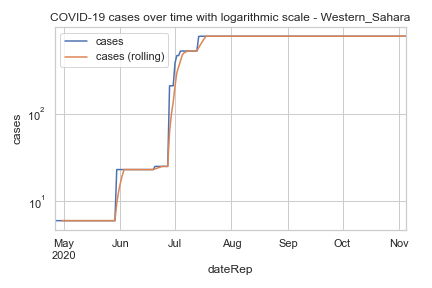 COVID-19 cases over time with logarithmic scale - Western_Sahara
cases
cases (rolling)
cases
10²
10¹
May Jun Jul Aug Sep Oct Nov
2020
dateRep